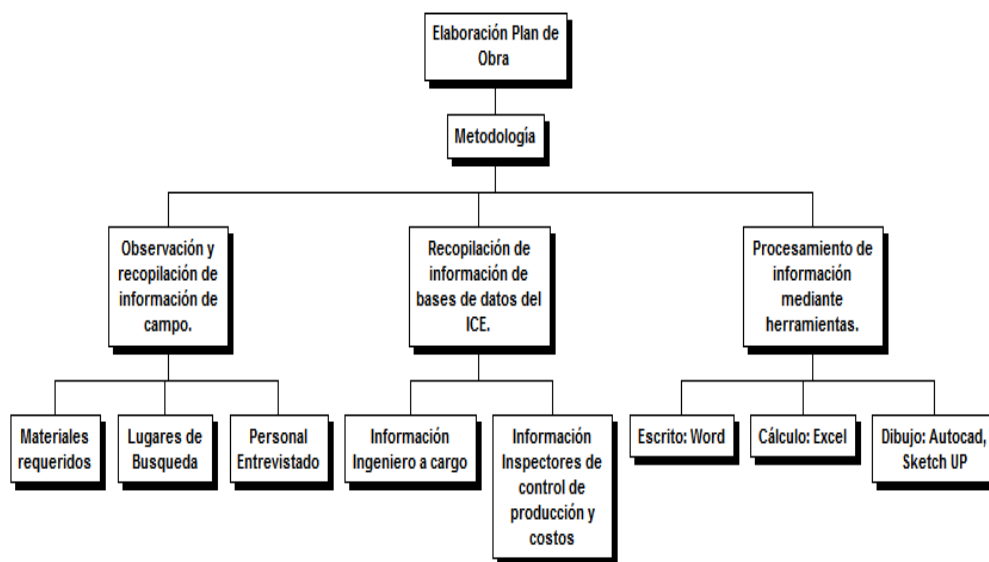 Elaboración Plan de
Obra
Metodología
Observación y
recopilación de
información de
campo.
Recopilación de
información de
bases de datos del
ICE.
Procesamiento de
información
mediante
herramientas.
Materiales
requeridos
Lugares de
Busqueda
Personal
Entrevistado
Información
Ingeniero a cargo
Información
Inspectores de
control de
producción y
costos
Escrito: Word
Cálculo: Excel
Dibujo: Autocad,
Sketch UP